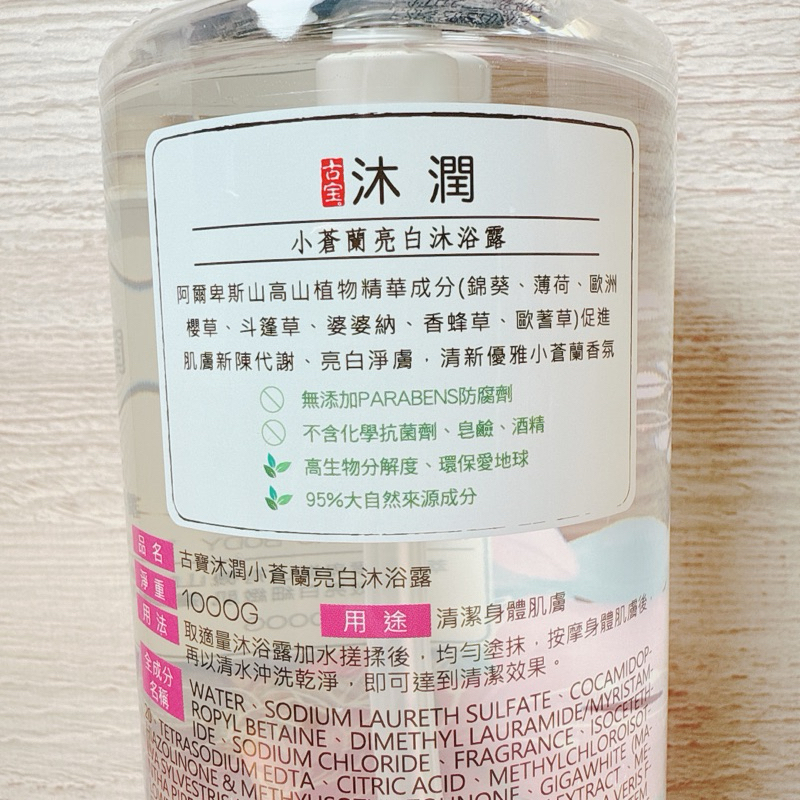 古宝 沐潤
小蒼蘭亮白沐浴露
阿爾卑斯山高山植物精華成分(錦葵、薄荷、歐洲
櫻草、斗篷草、婆婆納、香蜂草、歐蓍草)促進
肌膚新陳代謝、亮白淨膚，清新優雅小蒼蘭香氛
無添加PARABENS防腐劑
不含化學抗菌劑、皂鹼、酒精
高生物分解度、環保愛地球
95%大自然來源成分
品名 古寶沐潤小蒼蘭亮白沐浴露
淨重 1000G 用途 清潔身體肌膚
用法 取適量沐浴露加水搓揉後，均勻塗抹，按摩身體肌膚後，
再以清水沖洗乾淨，即可達到清潔效果。
全成分名稱 WATER、SODIUM LAURETH SULFATE、COCAMIDOP-
ROPYL BETAINE、DIMETHYL LAURAMIDE/MYRISTAM-
IDE、SODIUM CHLORIDE、FRAGRANCE、ISOCETETH-
20、TETRASODIUM EDTA、CITRIC ACID、METHYLCHLOROISOT-
AZOLINONE & GIGAWHITE (MA-
SYLVESTRIS EXTRACT、ME-